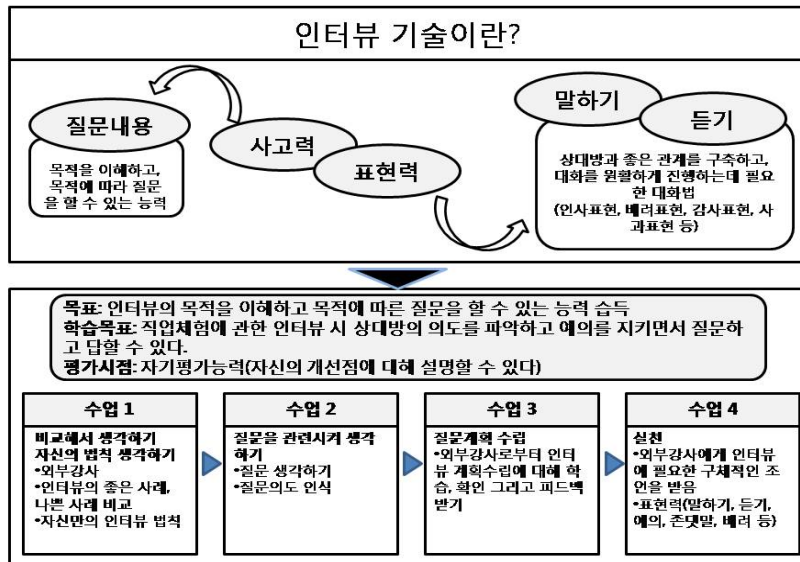 인터뷰 기술이란?
질문내용
목적을 이해하고,
목적에 따라 질문
을 할 수 있는 능력
사고력
표현력
말하기
듣기
상대방과 좋은 관계를 구축하고,
대화를 원활하게 진행하는데 필요
한 대화법
(인사표현, 배려표현, 감사표현, 사
과표현 등)
목표: 인터뷰의 목적을 이해하고 목적에 따른 질문을 할 수 있는 능력 습득
학습목표: 직업체험에 관한 인터뷰 시 상대방의 의도를 파악하고 예의를 지키면서 질문하
고 답할 수 있다.
평가시점: 자기평가능력(자신의 개선점에 대해 설명할 수 있다)
수업 1
비교해서 생각하기
자신의 법칙 생각하기
•외부강사
•인터뷰의 좋은 사례,
나쁜 사례 비교
•자신만의 인터뷰 법칙
수업 2
질문을 관련시켜 생각
하기
•질문 생각하기
•질문의도 인식
수업 3
질문계획 수립
•외부강사로부터 인터
뷰 계획수립에 대해 학
습, 확인 그리고 피드백
받기
수업 4
실천
•외부강사에게 인터뷰
에 필요한 구체적인 조
언을 받음
•표현력(말하기, 듣기,
예의, 존댓말, 배려 등)